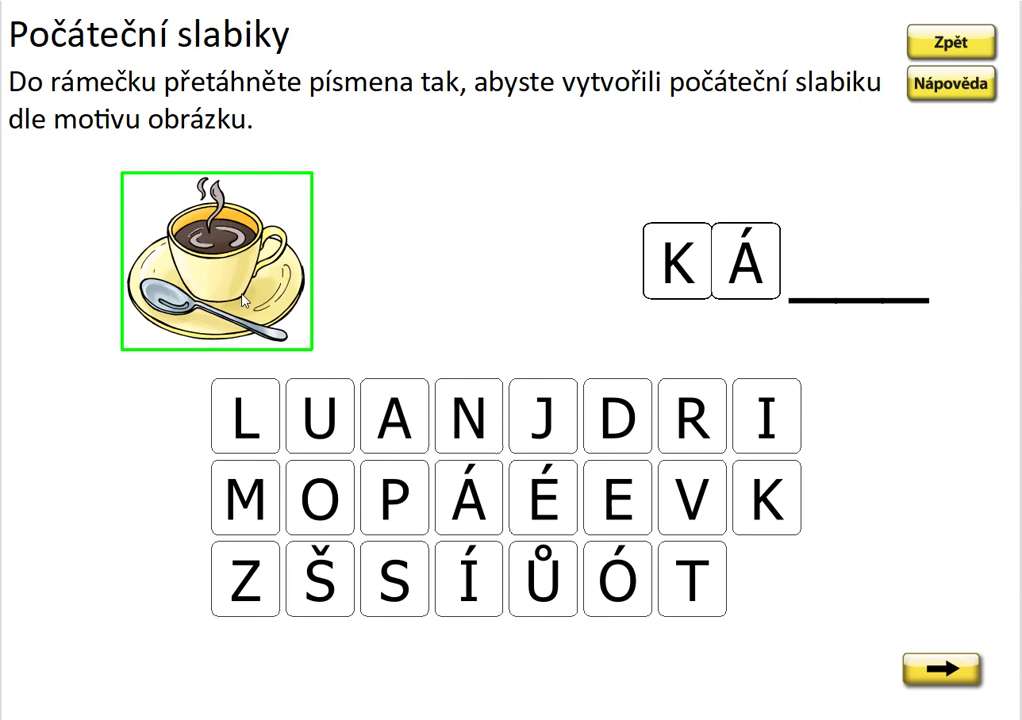 Počáteční slabiky
Zpět
Do rámečku přetáhněte písmena tak, abyste vytvořili počáteční slabiku
Nápověda
dle motivu obrázku.
K Á
L U A N J D R I
M O P Á É E V K
Z Š S Í Ů Ó T